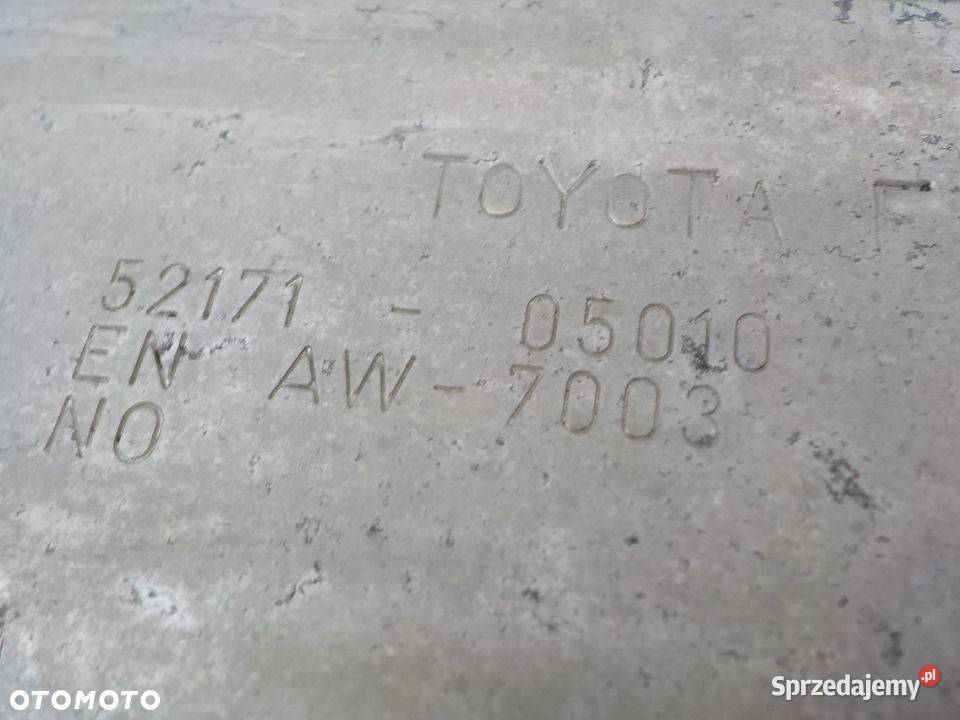 TOYOTA F
52171 - 05010
EN AW-7003
NO
OTOMOTO
Sprzedajemy.pl